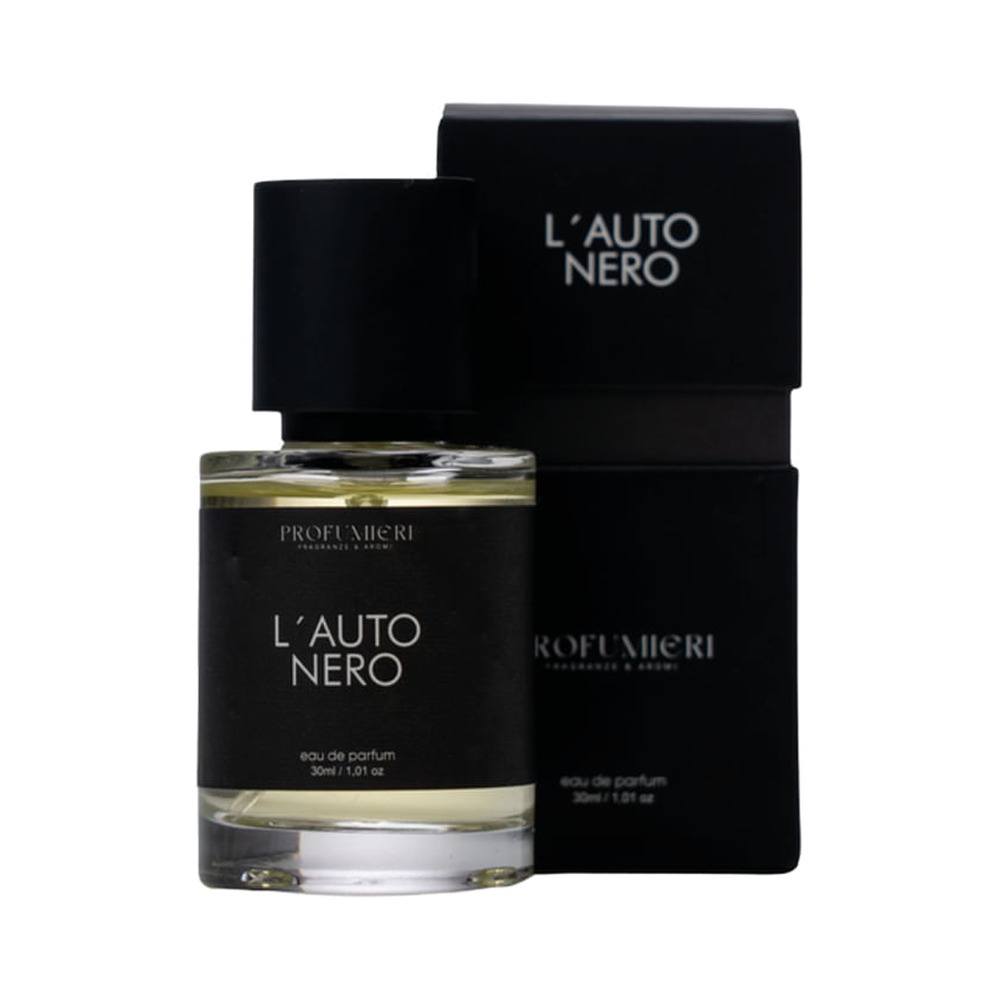 L´AUTO
NERO
PROFUMIERI
FRAGRANZE & AROMI
L´AUTO
NERO
eau de parfum
30ml / 1,01 oz
ROFUMIERI
FRAGRANZE & AROMI
eau de parfum
30ml / 1,01 oz